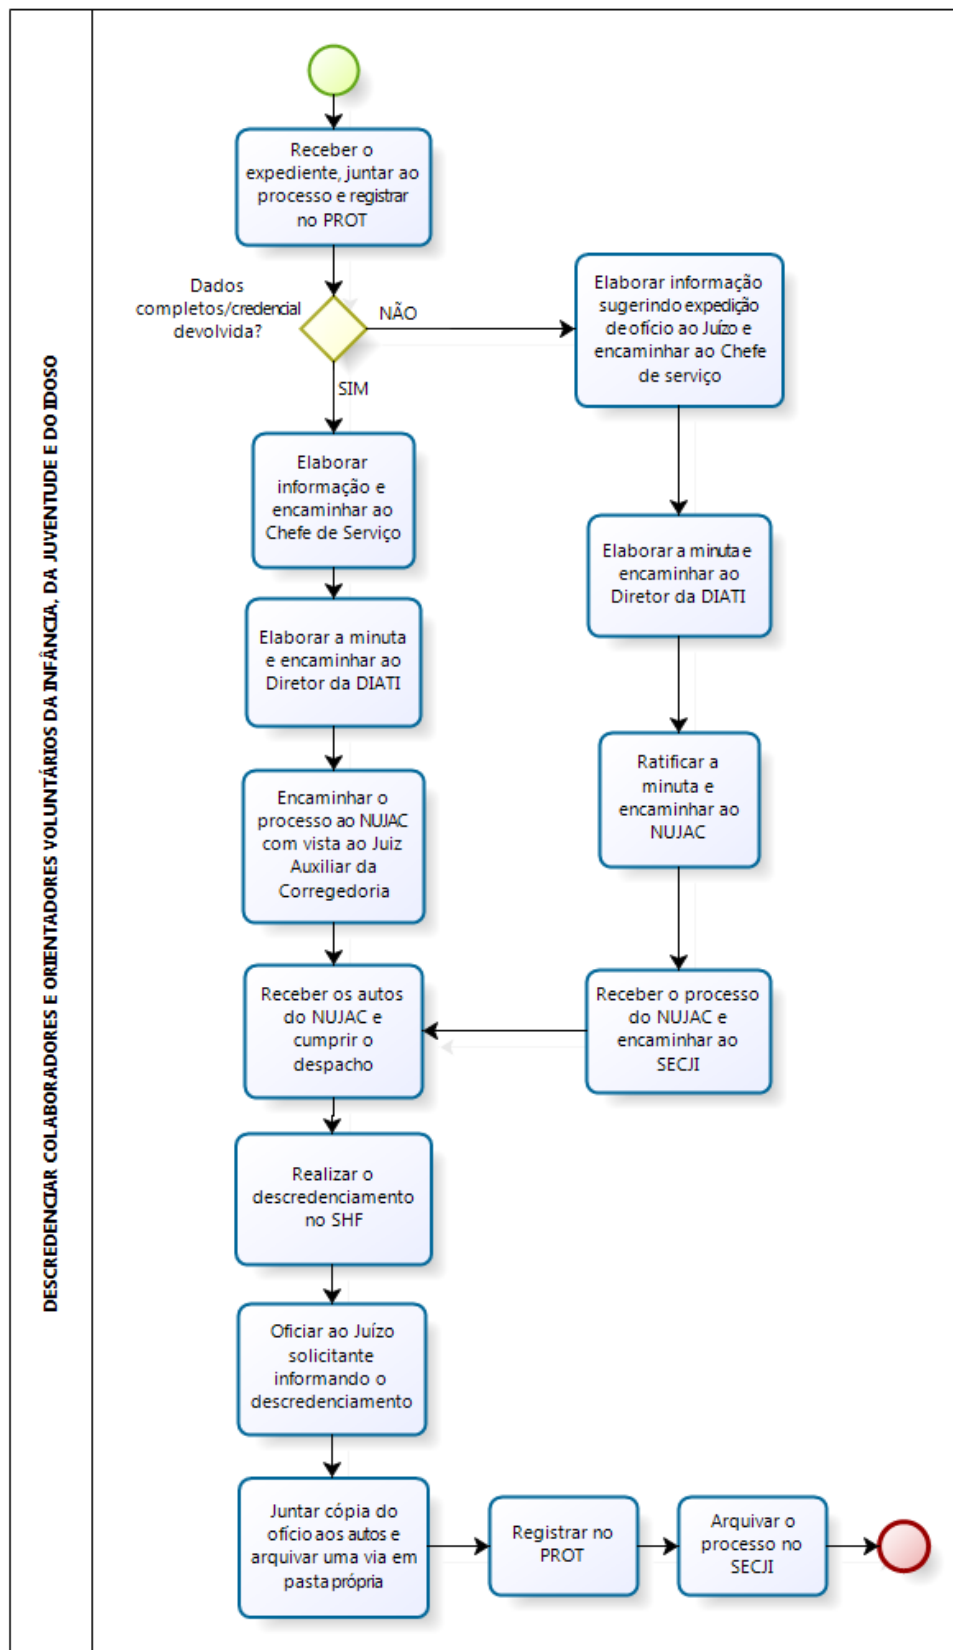 DESCREDENCIAR COLABORADORES E ORIENTADORES VOLUNTÁRIOS DA INFÂNCIA, DA JUVENTUDE E DO IDOSO
Receber o
expediente, juntar ao
processo e registrar
no PROT
Dados
completos/credencial
devolvida?
NÃO
SIM
Elaborar informação
sugerindo expedição
de ofício ao Juízo e
encaminhar ao Chefe
de serviço
Elaborar
informação e
encaminhar ao
Chefe de Serviço
Elaborar a minuta e
encaminhar ao
Diretor da DIATI
Elaborar a minuta
e encaminhar ao
Diretor da DIATI
Ratificar a
minuta e
encaminhar ao
NUJAC
Encaminhar o
processo ao NUJAC
com vista ao Juiz
Auxiliar da
Corregedoria
Receber os autos
do NUJAC e
cumprir o
despacho
Receber o processo
do NUJAC e
encaminhar ao
SECJI
Realizar o
descredenciamento
no SHF
Oficiar ao Juízo
solicitante
informando o
descredenciamento
Juntar cópia do
ofício aos autos e
arquivar uma via em
pasta própria
Registrar no
PROT
Arquivar o
processo no
SECJI